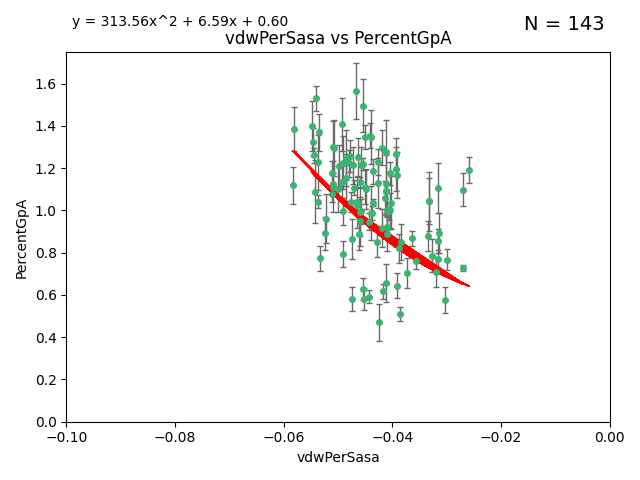 y = 313.56x^2 + 6.59x + 0.60
N = 143
vdwPerSasa vs PercentGpA
PercentGpA
1.6
1.4
1.2
1.0
0.8
0.6
0.4
0.2
0.0
−0.10 −0.08 −0.06 −0.04 −0.02 0.00
vdwPerSasa